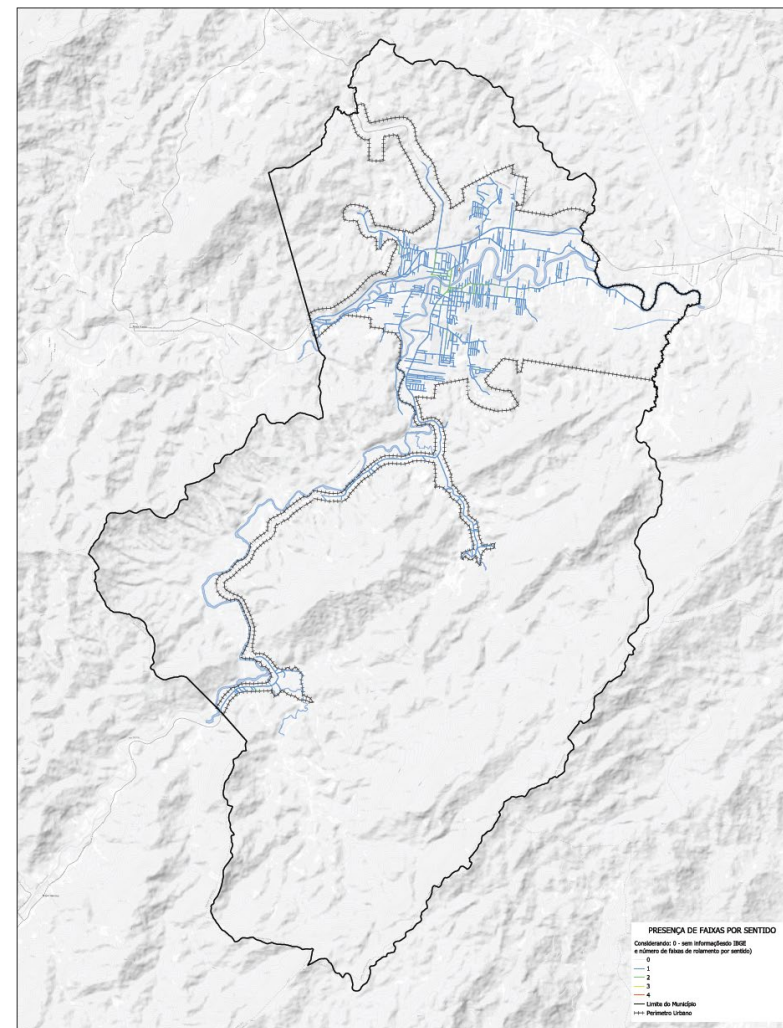 PRESENÇA DE FAIXAS POR SENTIDO
Considerando: 0 - sem informaçõesdo IBGE
e número de faixas de rolamento por sentido)
0
1
2
3
4
Limite do Município
Perímetro Urbano